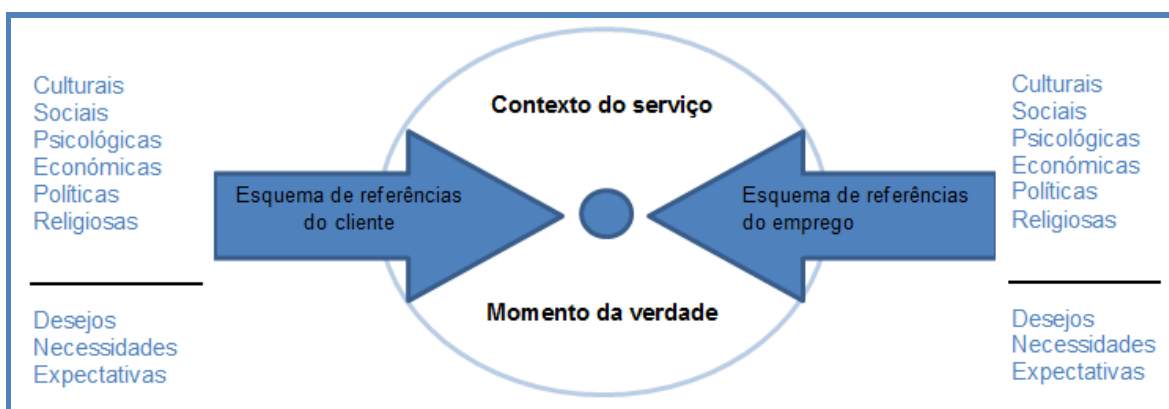 Culturais
Sociais
Psicológicas
Económicas
Políticas
Religiosas
Desejos
Necessidades
Expectativas
Contexto do serviço
Esquema de referências
do cliente
Esquema de referências
do emprego
Momento da verdade
Culturais
Sociais
Psicológicas
Económicas
Políticas
Religiosas
Desejos
Necessidades
Expectativas